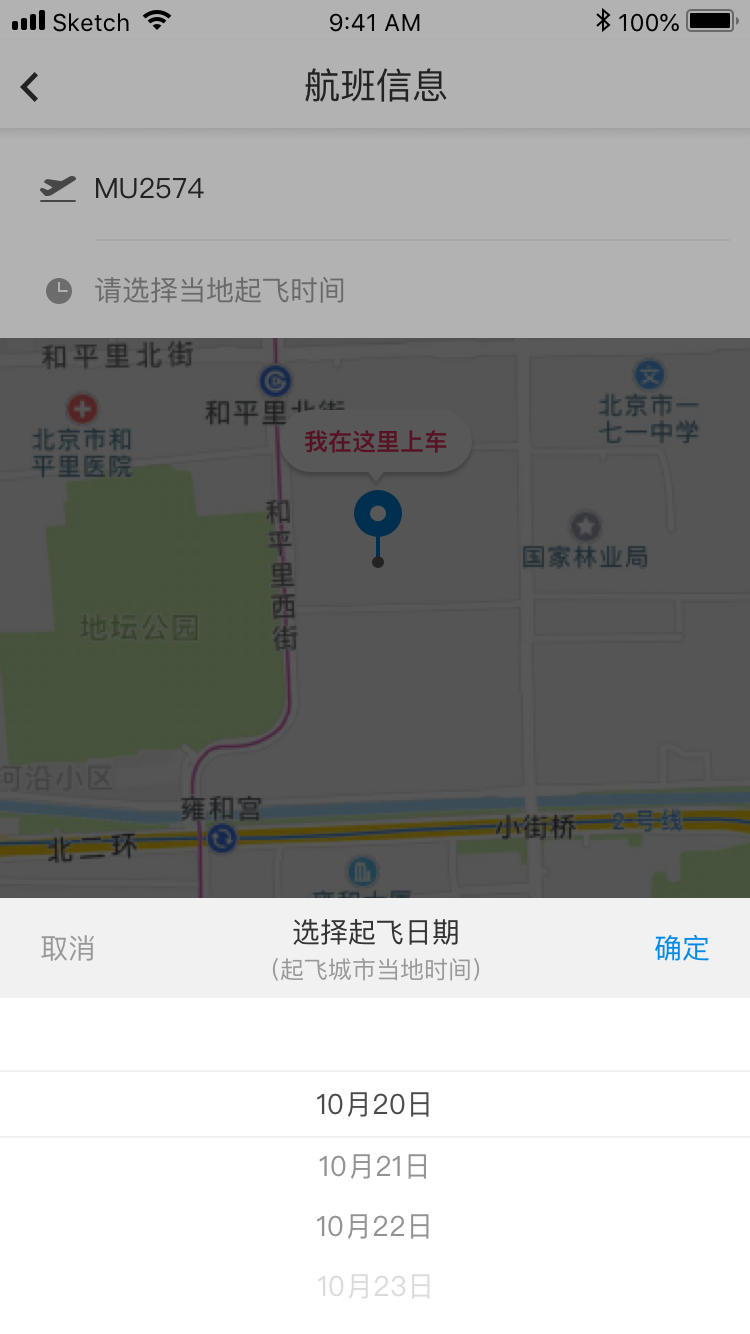 Sketch 9:41 AM 100%
航班信息
MU2574
请选择当地起飞时间
和平里北街
和平里北街
北京市一
七一中学
北京市和
平里医院
我在这里上车
和平里西街
国家林业局
地坛公园
河沿小区
雍和宫
小街桥
2号线
北二环
雍和大厦
取消
选择起飞日期
(起飞城市当地时间)
确定
10月20日
10月21日
10月22日
10月23日